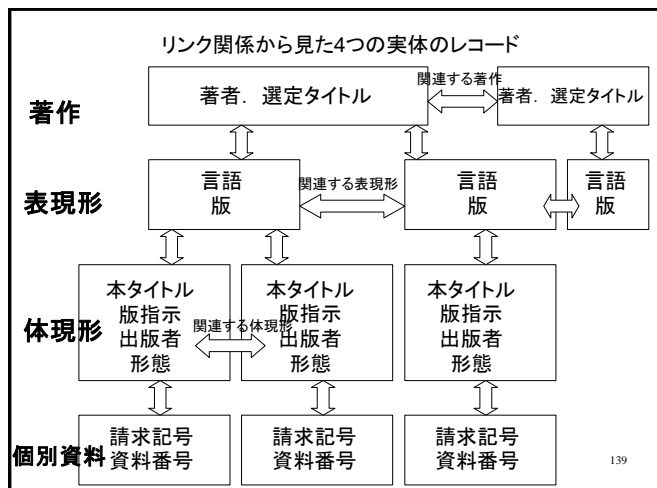 リンク関係から見た4つの実体のレコード
著作
著者．選定タイトル
関連する著作
著者．選定タイトル
表現形
言語
版
関連する表現形
言語
版
言語
版
体現形
本タイトル
版指示
出版者
形態
関連する体現形
本タイトル
版指示
出版者
形態
本タイトル
版指示
出版者
形態
個別資料
請求記号
資料番号
請求記号
資料番号
請求記号
資料番号
139